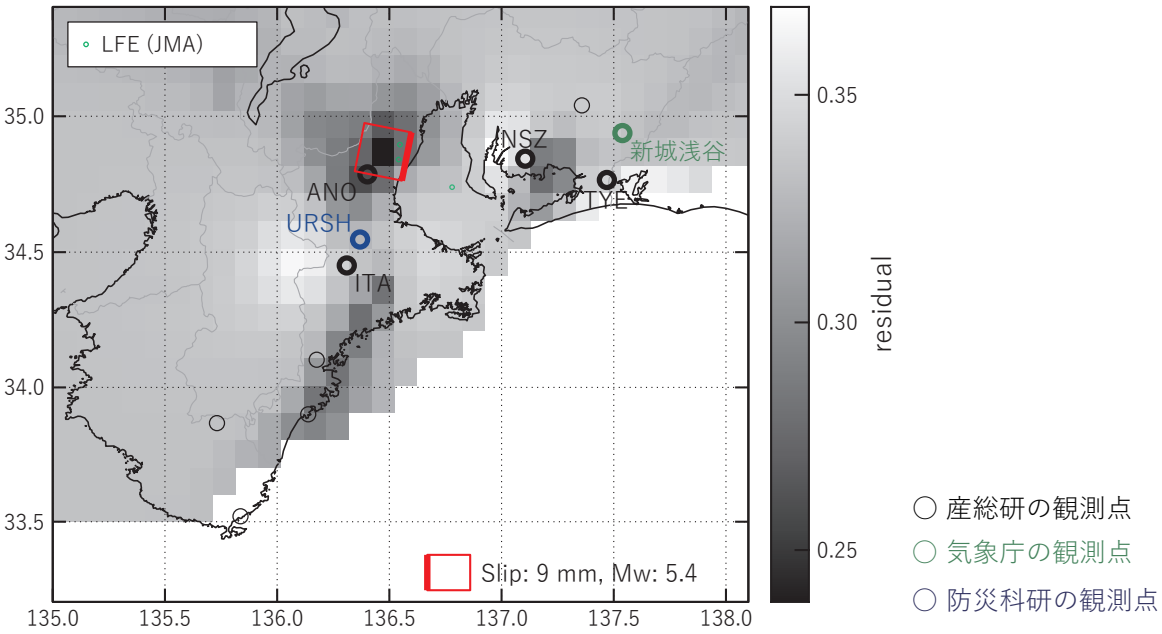 LFE (JMA)
35.0
34.5
34.0
33.5
NSZ
新城浅谷
ANO
TYE
URSH
ITA
Slip: 9 mm, Mw: 5.4
135.0 135.5 136.0 136.5 137.0 137.5 138.0
0.35
0.30
0.25
residual
産総研の観測点
気象庁の観測点
防災科研の観測点